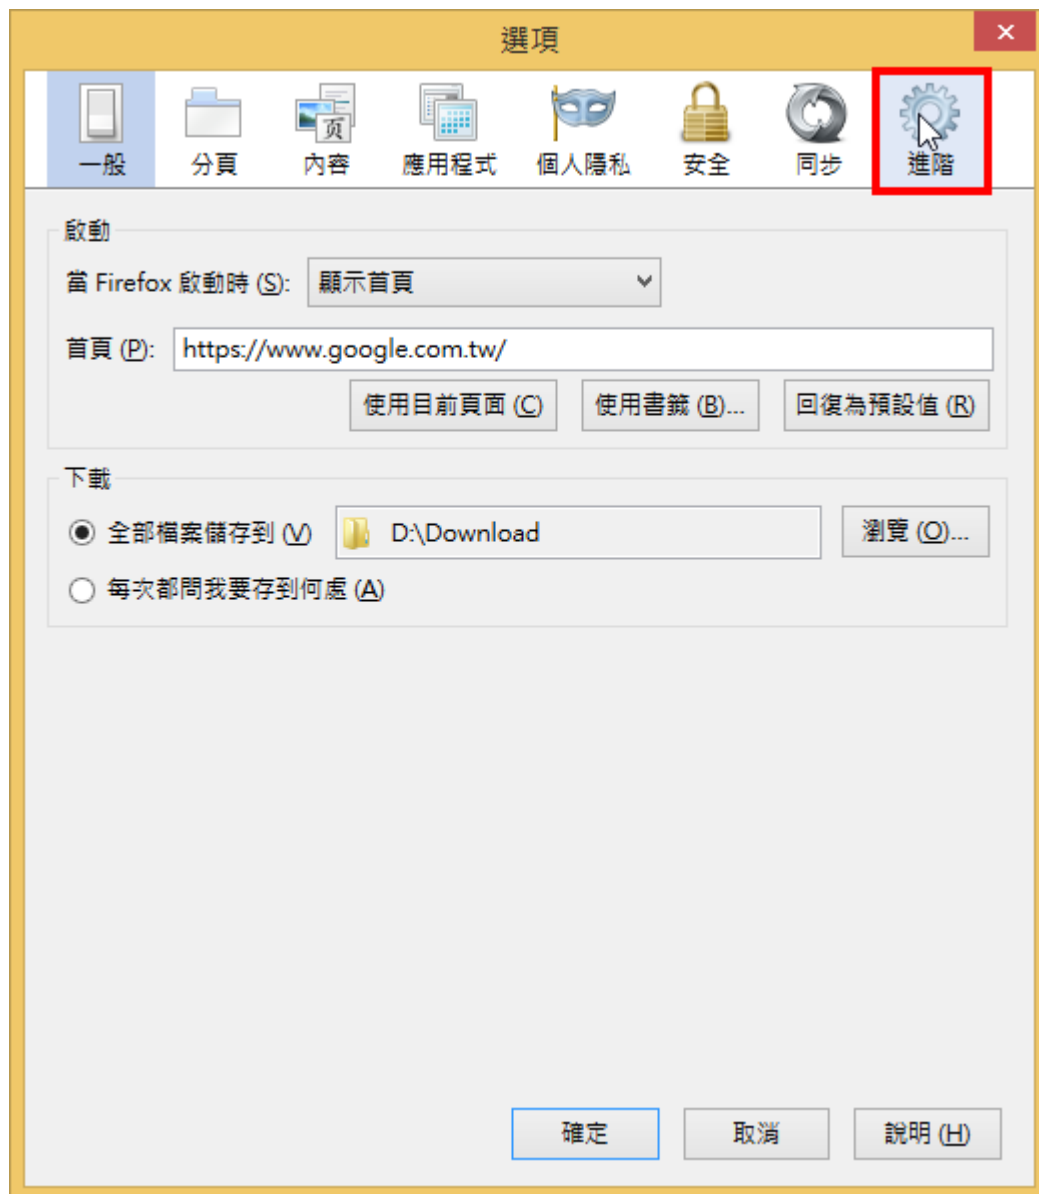 選項
一般 分頁 內容 應用程式 個人隱私 安全 同步 進階
页
啟動
當 Firefox 啟動時 (S): 顯示首頁
首頁 (P): https://www.google.com.tw/
使用目前頁面 (C) 使用書籤 (B)... 回復為預設值 (R)
下載
全部檔案儲存到 (V) D:\Download 瀏覽 (O)...
每次都問我要存到何處 (A)
確定 取消 說明 (H)